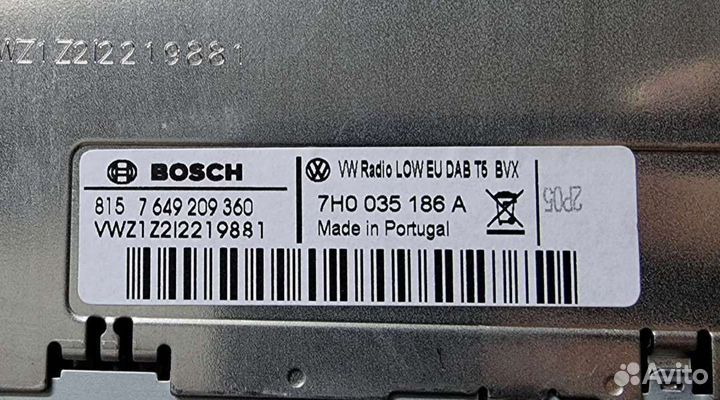 WZ1Z2I2219881
BOSCH
815 7 649 209 360
VWZ1Z2I2219881
VW Radio LOW EU DAB T5 BVX
7H0 035 186 A
Made in Portugal
2P05
Avito